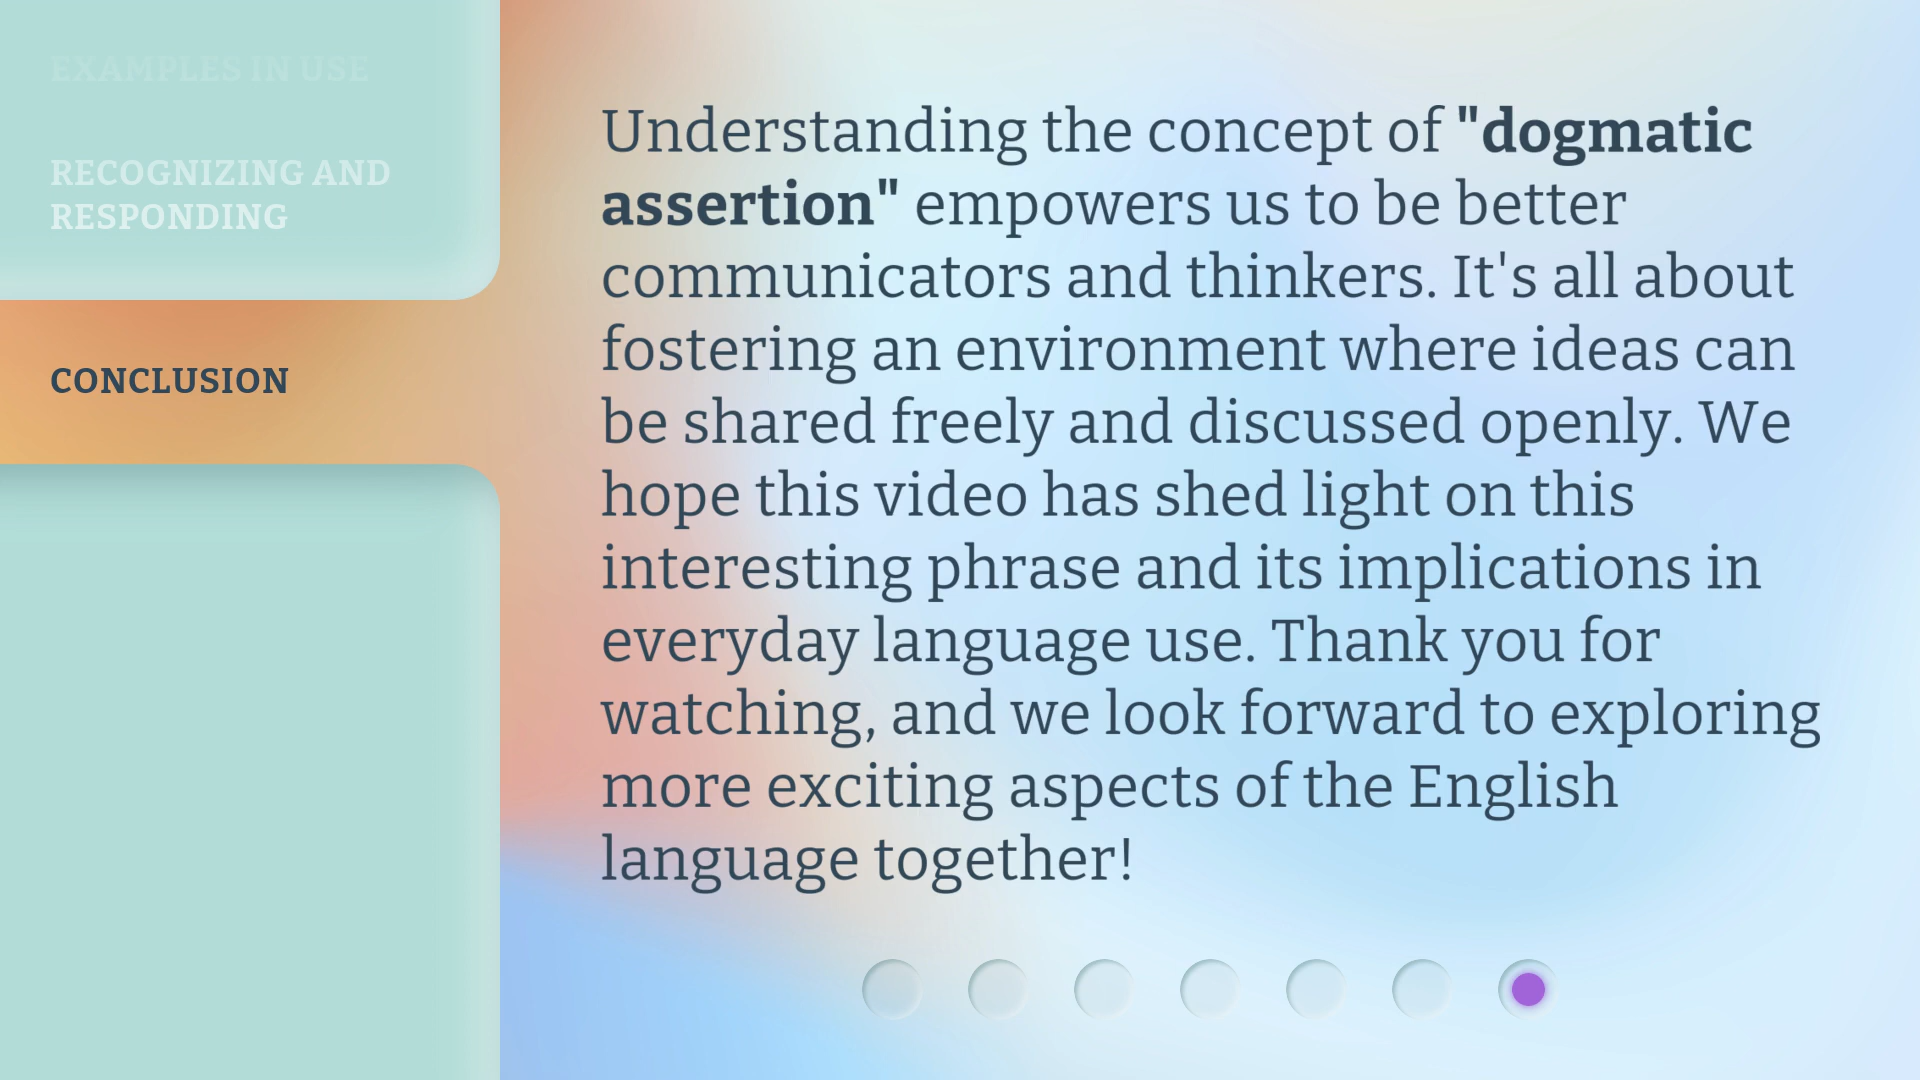 EXAMPLES IN USE
RECOGNIZING AND
RESPONDING
CONCLUSION
Understanding the concept of "dogmatic
assertion" empowers us to be better
communicators and thinkers. It's all about
fostering an environment where ideas can
be shared freely and discussed openly. We
hope this video has shed light on this
interesting phrase and its implications in
everyday language use. Thank you for
watching, and we look forward to exploring
more exciting aspects of the English
language together!